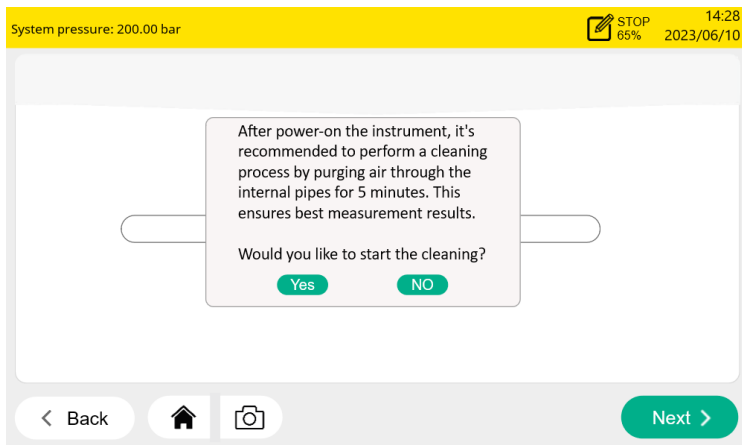 System pressure: 200.00 bar
STOP
65%
14:28
2023/06/10
After power-on the instrument, it's
recommended to perform a cleaning
process by purging air through the
internal pipes for 5 minutes. This
ensures best measurement results.
Would you like to start the cleaning?
Yes
NO
Back
Next